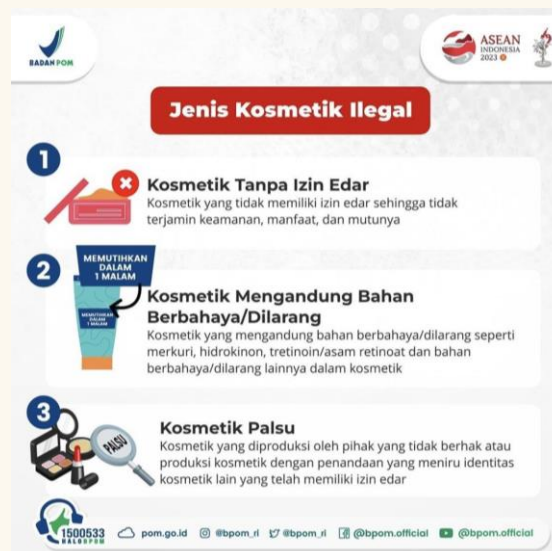 BADAN POM
ASEAN
INDONESIA
2023
Jenis Kosmetik Ilegal
1
Kosmetik Tanpa Izin Edar
Kosmetik yang tidak memiliki izin edar sehingga tidak
terjamin keamanan, manfaat, dan mutunya
2
MEMUTIHKAN
DALAM
1 MALAM
MEMUTIHKAN
DALAM
1 MALAM
Kosmetik Mengandung Bahan
Berbahaya/Dilarang
Kosmetik yang mengandung bahan berbahaya/dilarang seperti
merkuri, hidrokinon, tretinoin/asam retinoat dan bahan
berbahaya/dilarang lainnya dalam kosmetik
3
PALSU
Kosmetik Palsu
Kosmetik yang diproduksi oleh pihak yang tidak berhak atau
produksi kosmetik dengan penandaan yang meniru identitas
kosmetik lain yang telah memiliki izin edar
1500533
HALOBPOM
pom.go.id
@bpom_ri
@bpom_ri
@bpom.official
@bpom.official